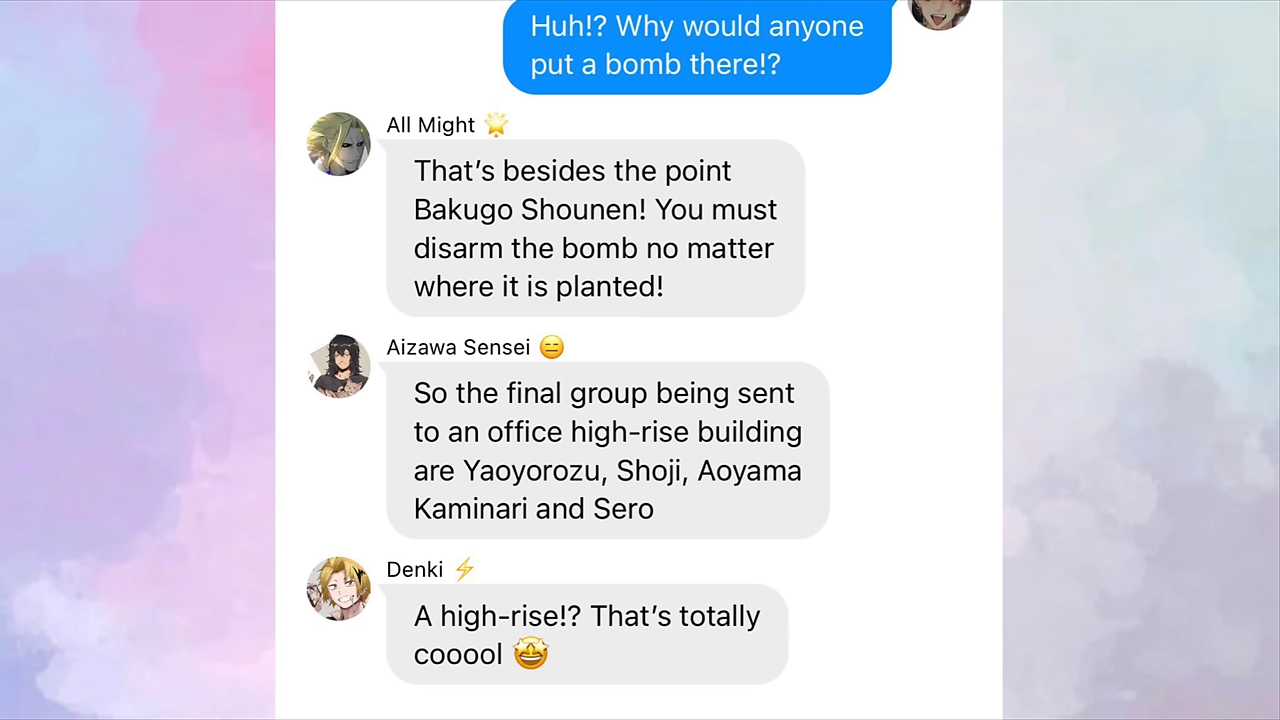 Huh!? Why would anyone
put a bomb there!?
All Might 🌟
That’s besides the point
Bakugo Shounen! You must
disarm the bomb no matter
where it is planted!
Aizawa Sensei 😑
So the final group being sent
to an office high-rise building
are Yaoyorozu, Shoji, Aoyama
Kaminari and Sero
Denki ⚡
A high-rise!? That’s totally
cooool 🤩